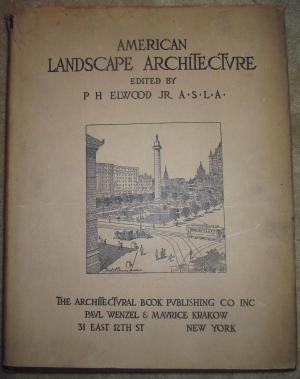 AMERICAN
LANDSCAPE ARCHITECTVRE
EDITED BY
P H ELWOOD JR A·S·L·A·
THE ARCHITECTVRAL BOOK PVBLISHING CO INC
PAVL WENZEL & MAVRICE KRAKOW
31 EAST 12TH ST NEW YORK